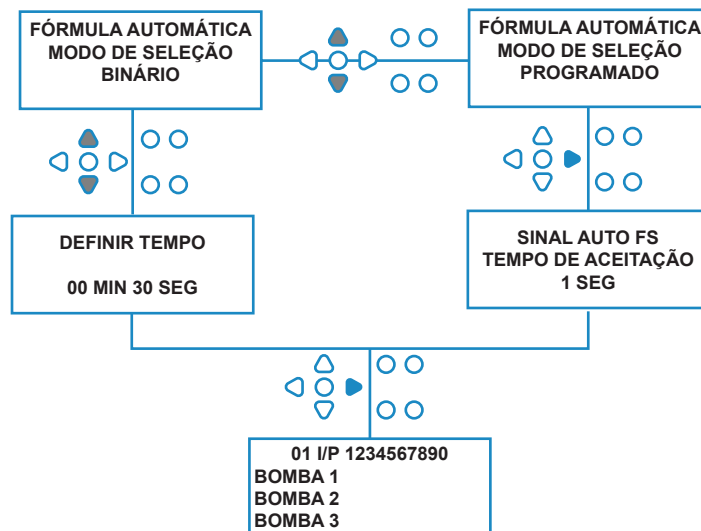 FÓRMULA AUTOMÁTICA
MODO DE SELEÇÃO
BINÁRIO
FÓRMULA AUTOMÁTICA
MODO DE SELEÇÃO
PROGRAMADO
DEFINIR TEMPO
00 MIN 30 SEG
SINAL AUTO FS
TEMPO DE ACEITAÇÃO
1 SEG
01 I/P 1234567890
BOMBA 1
BOMBA 2
BOMBA 3